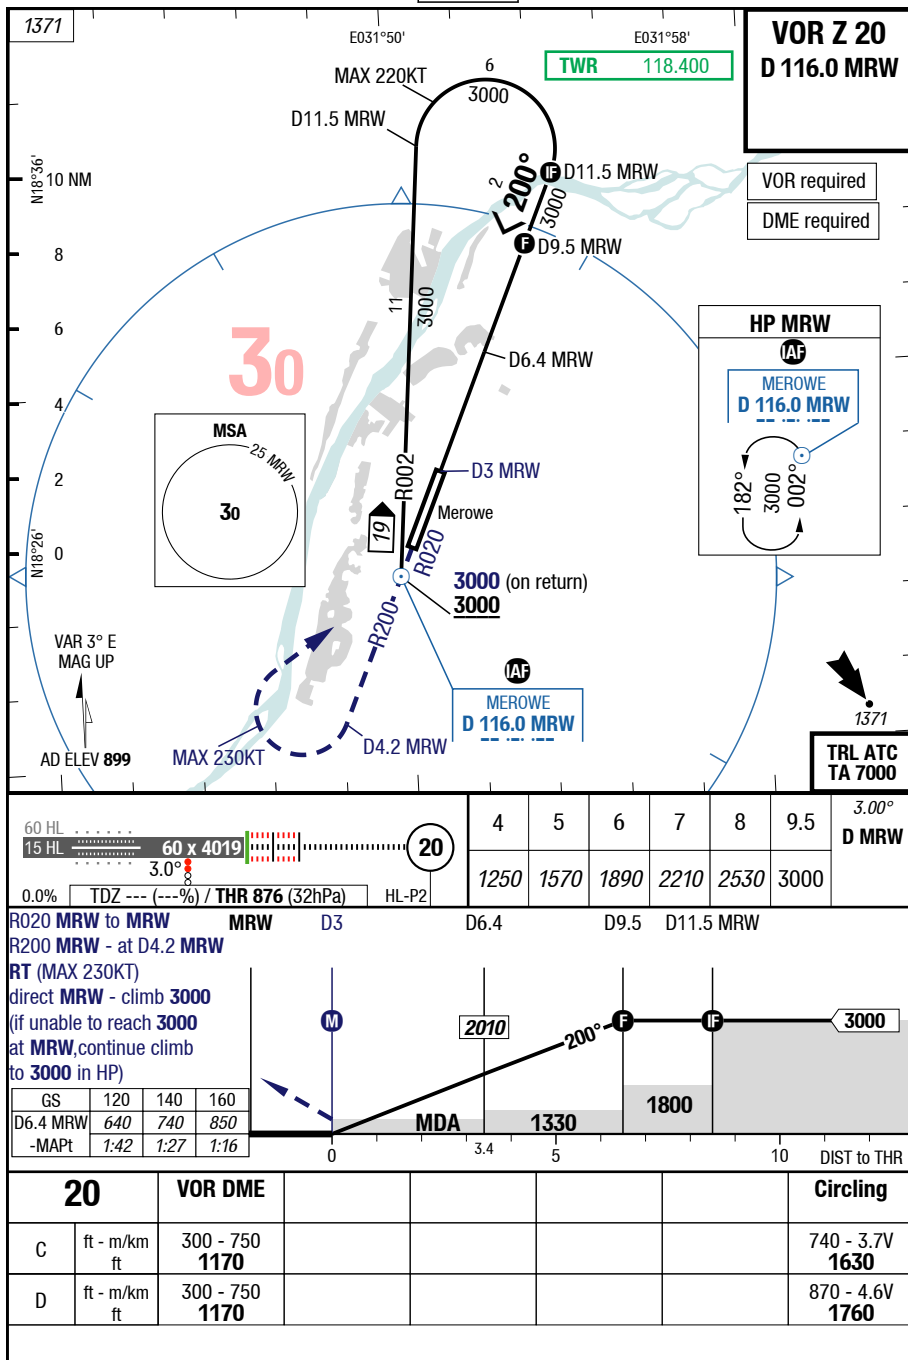 1371
E031°50'
E031°58'
VOR Z 20
D 116.0 MRW
TWR 118.400
6
MAX 220KT
3000
D11.5 MRW
N18°36'
10 NM
2
200°
IF D11.5 MRW
3000
VOR required
DME required
F D9.5 MRW
8
11
3000
6
30
D6.4 MRW
HP MRW
IAF
MEROWE
D 116.0 MRW
4
MSA
25 MRW
30
182°
3000
002°
2
R002
D3 MRW
Merowe
19
R020
N18°26'
0
3000 (on return)
3000
R200
VAR 3° E
MAG UP
IAF
MEROWE
D 116.0 MRW
1371
AD ELEV 899
MAX 230KT
D4.2 MRW
TRL ATC
TA 7000
60 HL
15 HL
60 x 4019
20
3.0°
0.0%
TDZ --- (---%) / THR 876 (32hPa)
HL-P2
4 5 6 7 8 9.5 3.00° D MRW
1250 1570 1890 2210 2530 3000
R020 MRW to MRW
R200 MRW - at D4.2 MRW
RT (MAX 230KT)
direct MRW - climb 3000
(if unable to reach 3000
at MRW,continue climb
to 3000 in HP)
MRW D3 D6.4 D9.5 D11.5 MRW
M 2010 200° F IF 3000
MDA 1330 1800
0 3.4 5 10 DIST to THR
GS 120 140 160
D6.4 MRW 640 740 850
-MAPt 1:42 1:27 1:16
20 VOR DME Circling
C ft - m/km 300 - 750 740 - 3.7V
ft 1170 1630
D ft - m/km 300 - 750 870 - 4.6V
ft 1170 1760